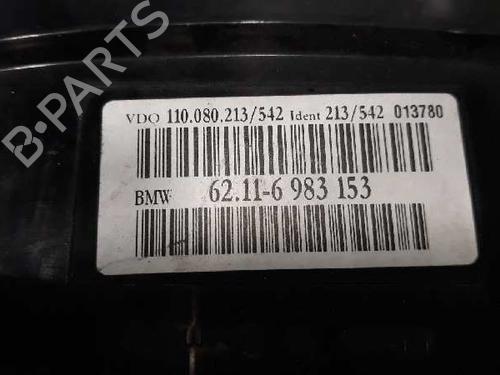 B-PARTS
VDO 110.080.213/542 Ident 213/542 013780
BMW 62.11-6 983 153